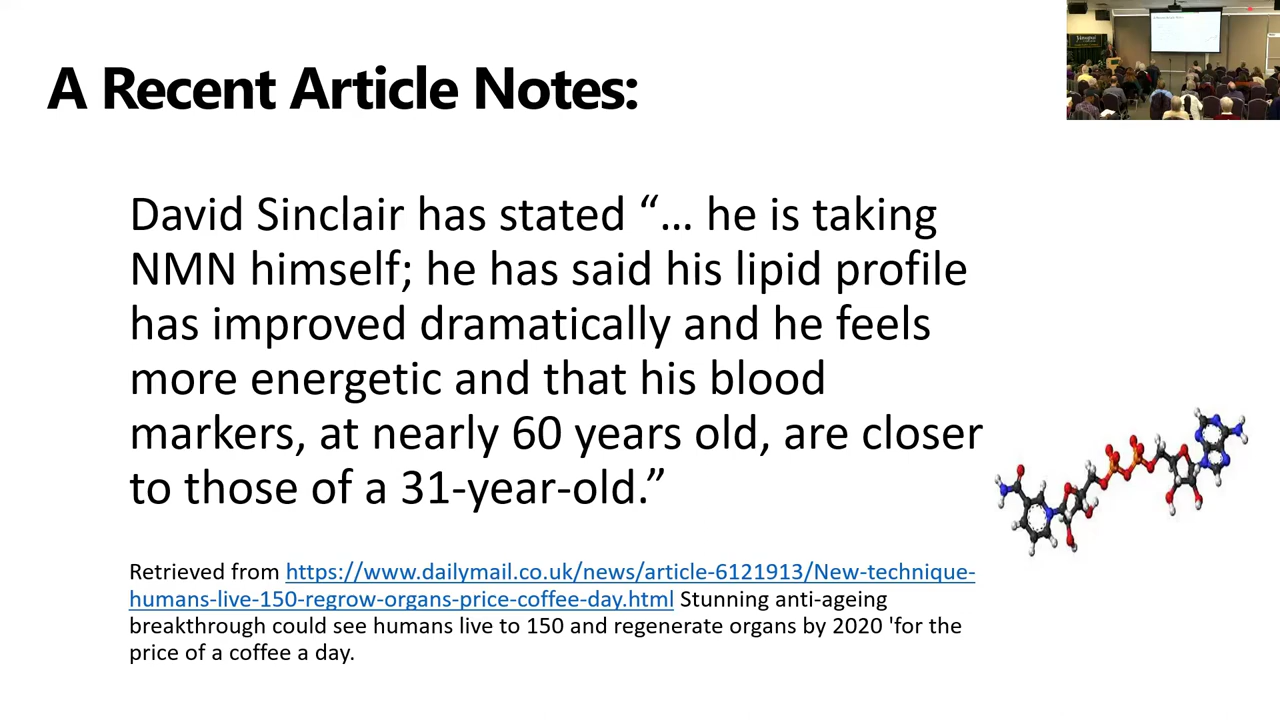 A Recent Article Notes:
David Sinclair has stated “... he is taking
NMN himself; he has said his lipid profile
has improved dramatically and he feels
more energetic and that his blood
markers, at nearly 60 years old, are closer
to those of a 31-year-old.”
Retrieved from https://www.dailymail.co.uk/news/article-6121913/New-technique-
humans-live-150-regrow-organs-price-coffee-day.html Stunning anti-ageing
breakthrough could see humans live to 150 and regenerate organs by 2020 'for the
price of a coffee a day.